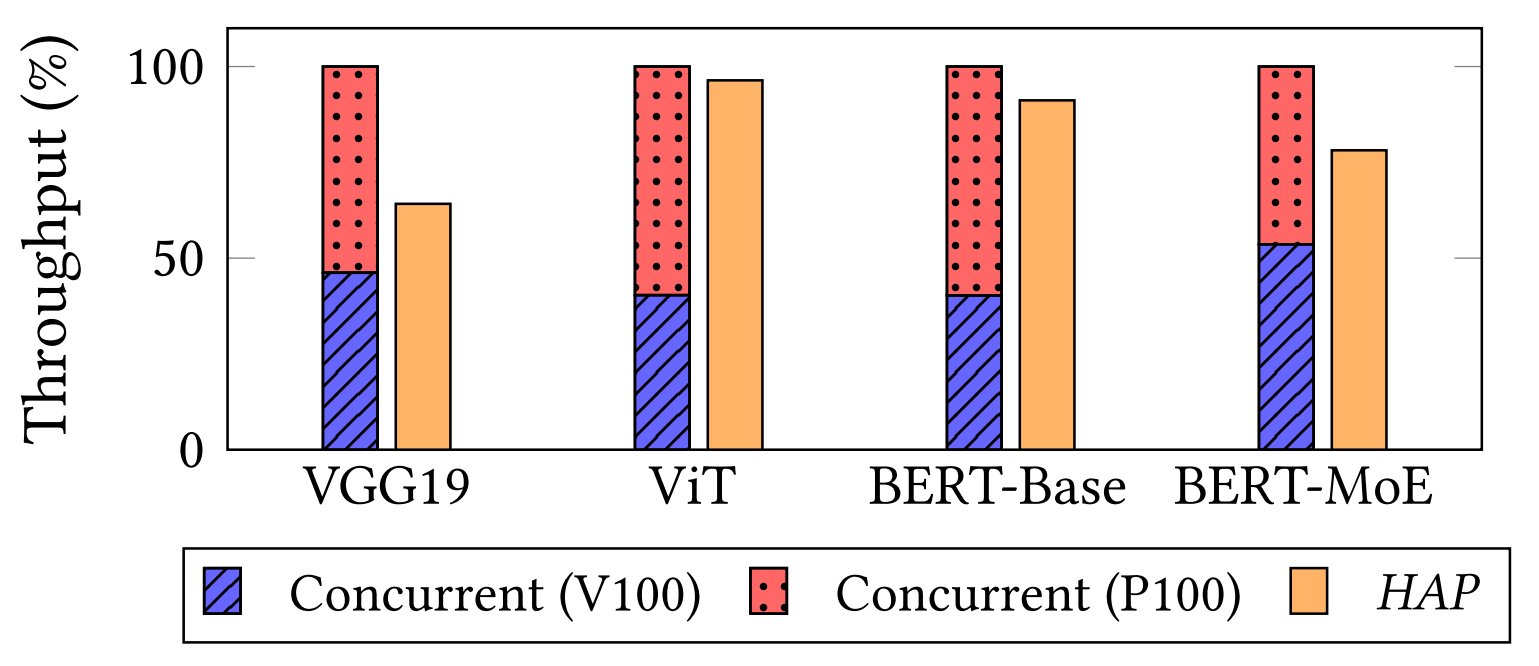 Throughput (%)
100
50
0
VGG19 ViT BERT-Base BERT-MoE
Concurrent (V100) Concurrent (P100) HAP